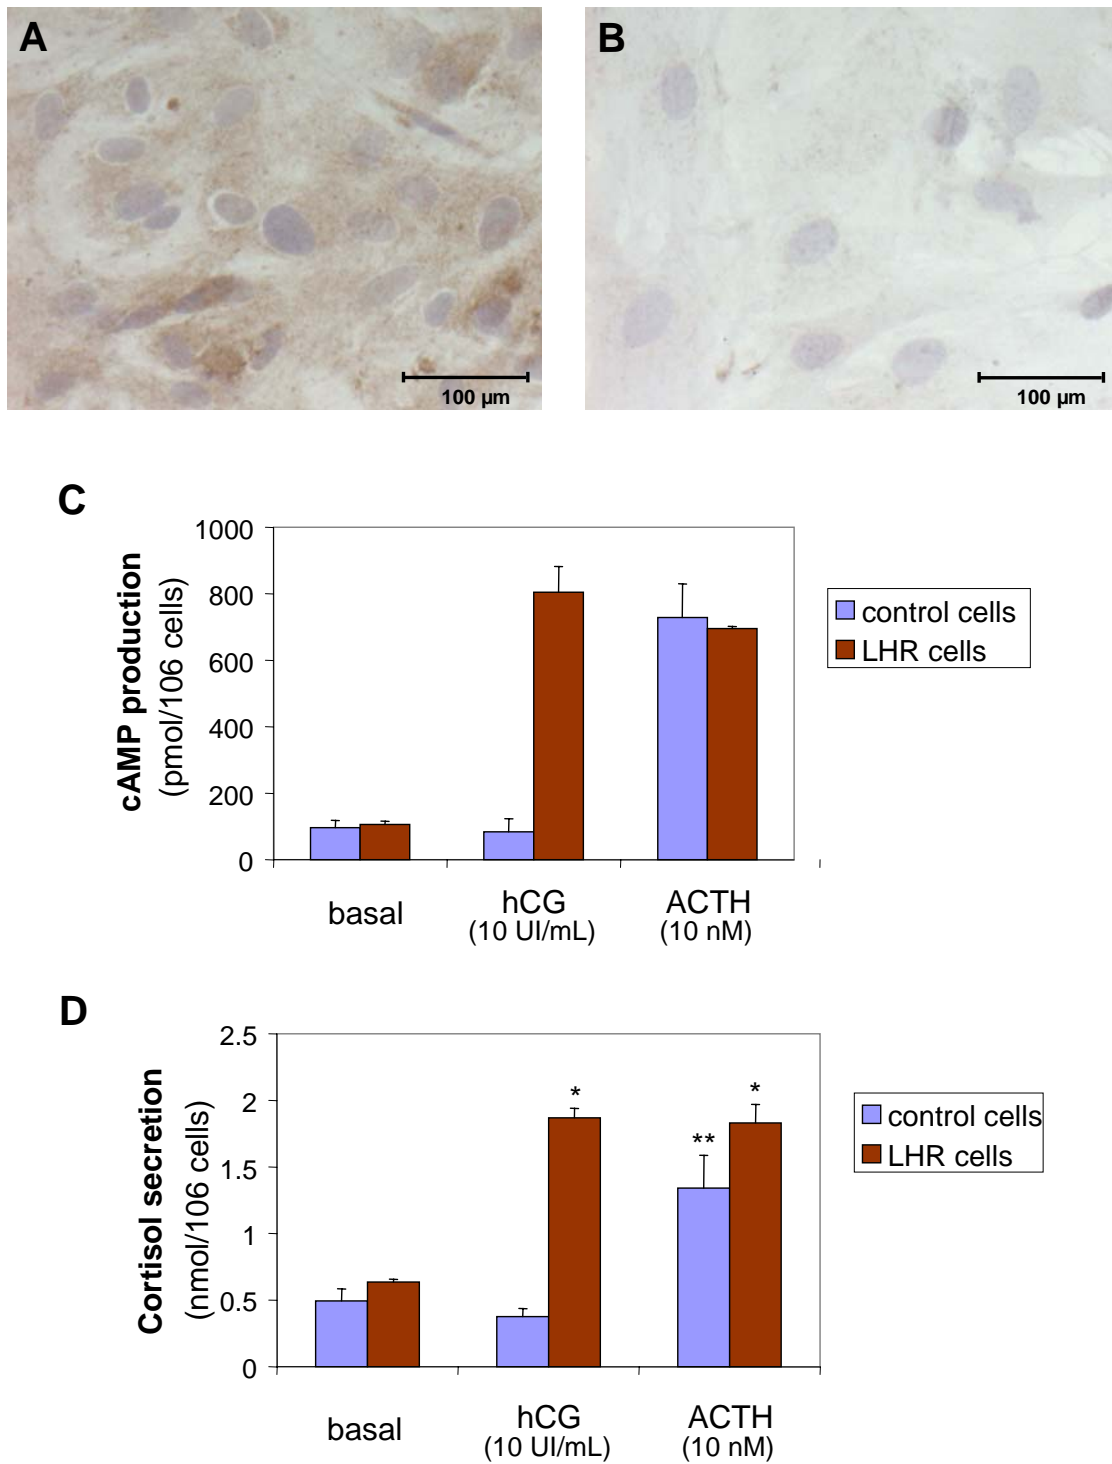 A
B
100 µm
100 µm
C
cAMP production
(pmol/106 cells)
1000
800
600
400
200
0
basal
hCG
(10 UI/mL)
ACTH
(10 nM)
control cells
LHR cells
D
Cortisol secretion
(nmol/106 cells)
2.5
2
1.5
1
0.5
0
*
**
*
basal
hCG
(10 UI/mL)
ACTH
(10 nM)
control cells
LHR cells